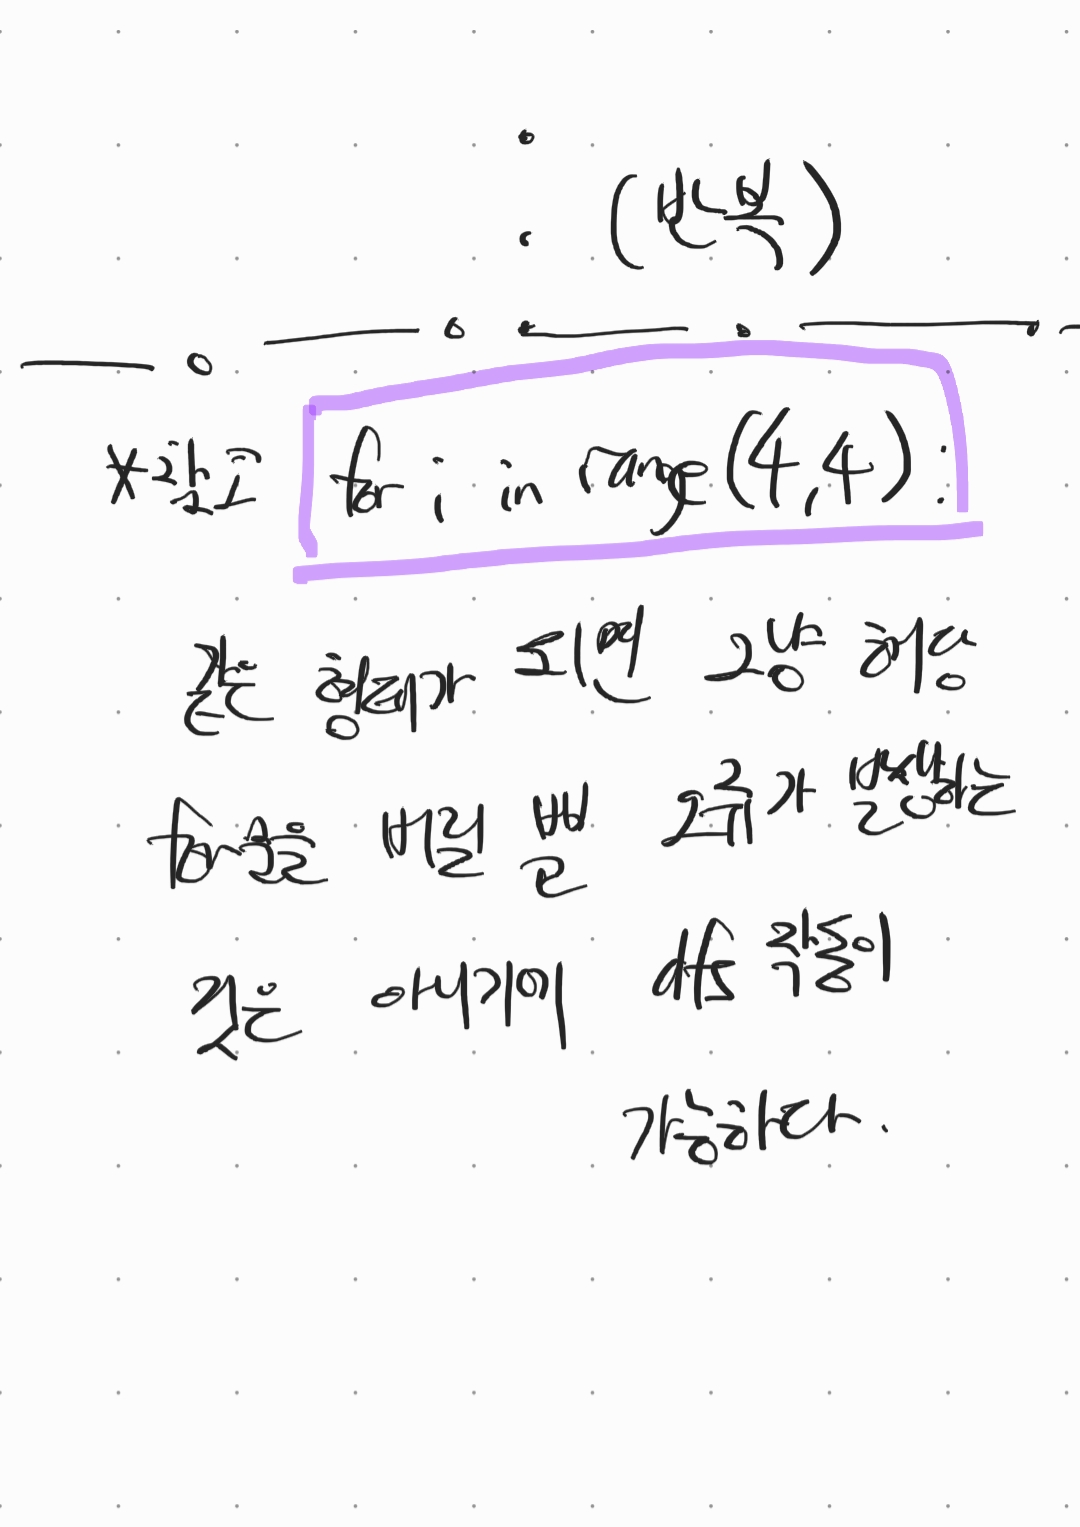 (반복)
*참고 for i in range(4,4):
같은 형태가 되면 그냥 해당
for문을 버릴 뿐 오류가 발생하는
것은 아니기에 dfs 작동이
가능하다.